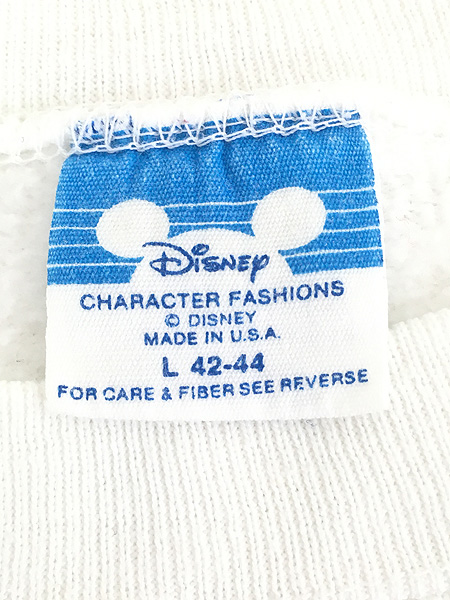 Disney
CHARACTER FASHIONS
© DISNEY
MADE IN U.S.A.
L 42-44
FOR CARE & FIBER SEE REVERSE